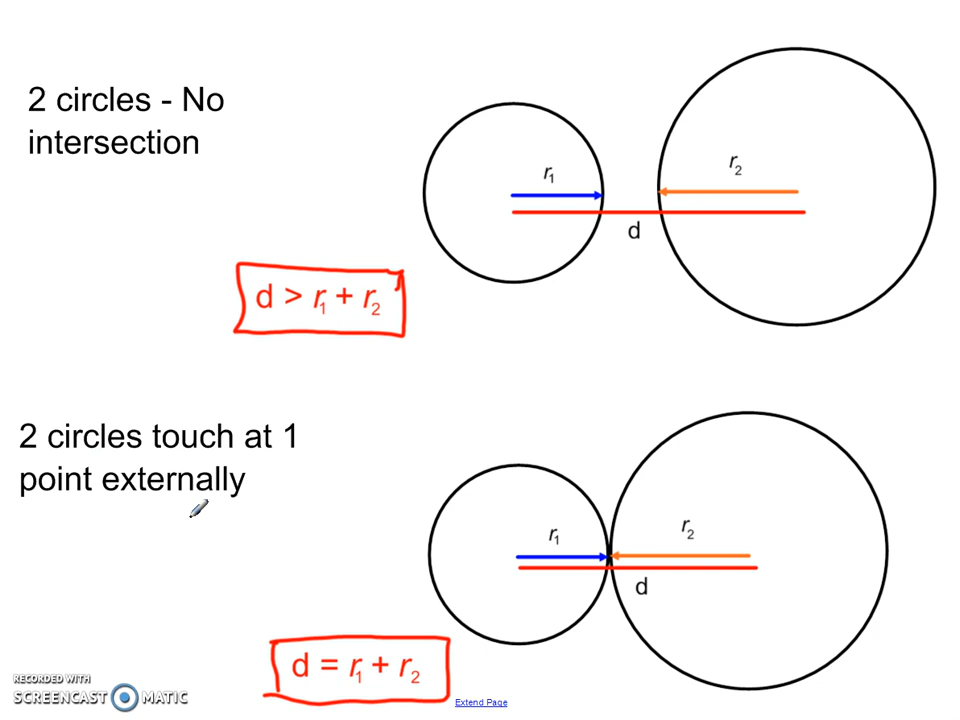 2 circles - No
intersection
r₁
r₂
d
d > r₁ + r₂
2 circles touch at 1
point externally
r₁
r₂
d
d = r₁ + r₂
RECORDED WITH
SCREENCAST MATIC
Extend Page